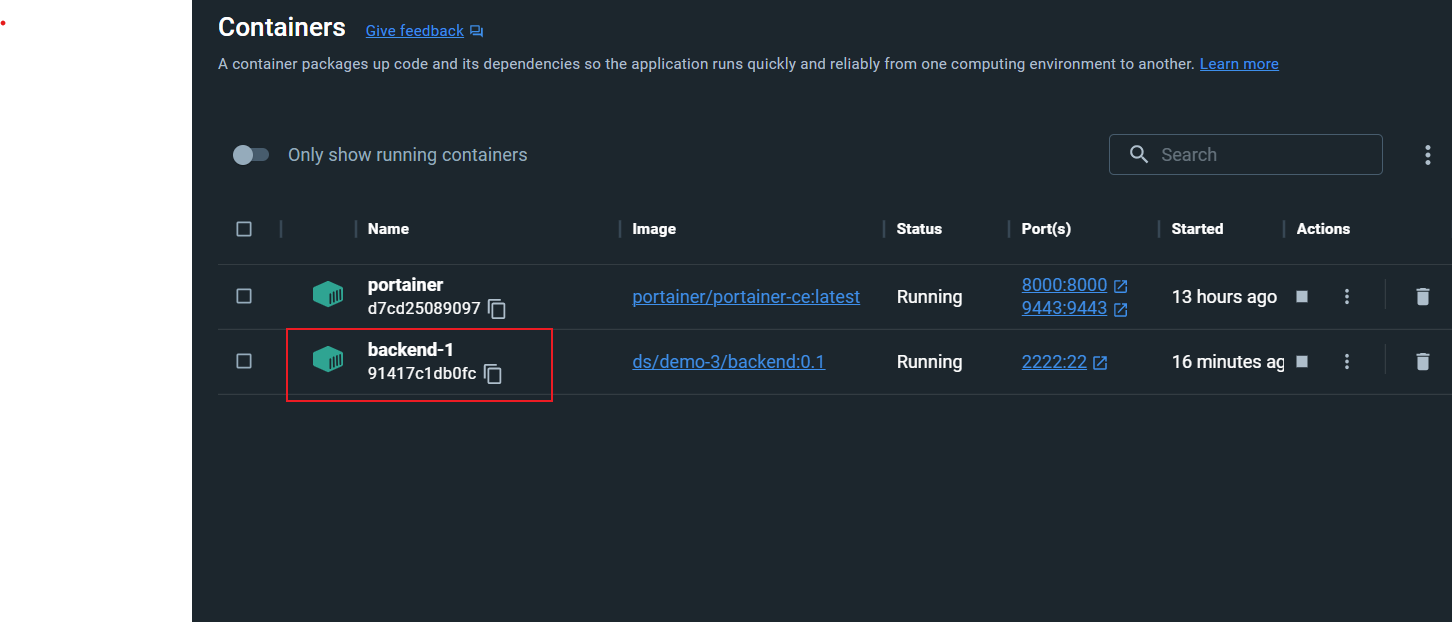 Containers Give feedback
A container packages up code and its dependencies so the application runs quickly and reliably from one computing environment to another. Learn more
Only show running containers
Search
Name Image Status Port(s) Started Actions
portainer
d7cd25089097
portainer/portainer-ce:latest Running
8000:8000
9443:9443
13 hours ago
backend-1
91417c1db0fc
ds/demo-3/backend:0.1 Running 2222:22 16 minutes ag